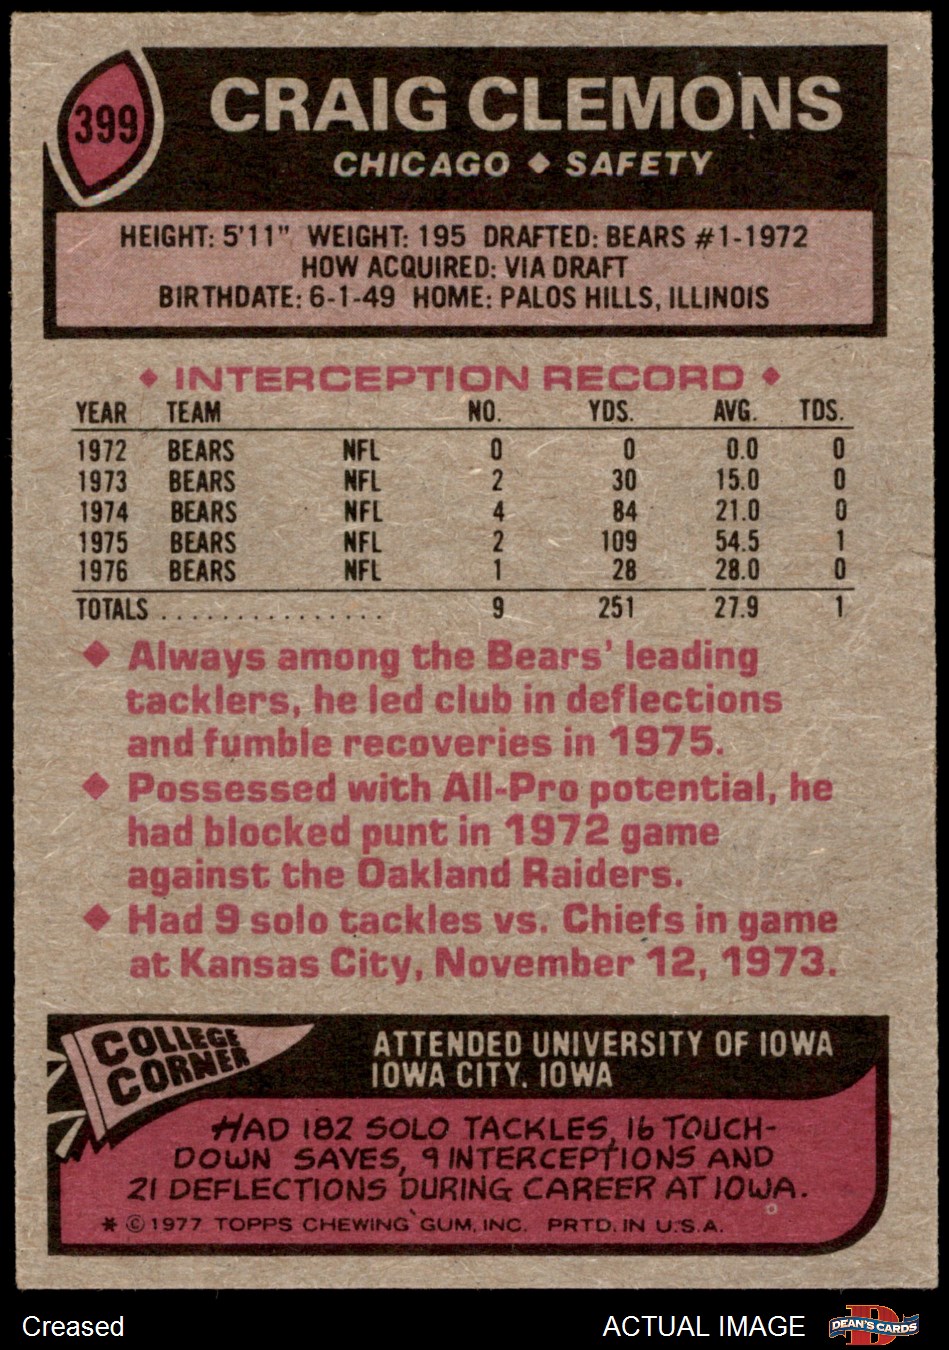 399
CRAIG CLEMONS
CHICAGO ◆ SAFETY
HEIGHT: 5'11" WEIGHT: 195 DRAFTED: BEARS #1-1972
HOW ACQUIRED: VIA DRAFT
BIRTHDATE: 6-1-49 HOME: PALOS HILLS, ILLINOIS
◆ INTERCEPTION RECORD ◆
YEAR TEAM NO. YDS. AVG. TDS.
1972 BEARS NFL 0 0 0.0 0
1973 BEARS NFL 2 30 15.0 0
1974 BEARS NFL 4 84 21.0 0
1975 BEARS NFL 2 109 54.5 1
1976 BEARS NFL 1 28 28.0 0
TOTALS . . . . . . . . . . . . . . . 9 251 27.9 1
◆ Always among the Bears' leading
tacklers, he led club in deflections
and fumble recoveries in 1975.
◆ Possessed with All-Pro potential, he
had blocked punt in 1972 game
against the Oakland Raiders.
◆ Had 9 solo tackles vs. Chiefs in game
at Kansas City, November 12, 1973.
COLLEGE
CORNER
ATTENDED UNIVERSITY OF IOWA
IOWA CITY, IOWA
HAD 182 SOLO TACKLES, 16 TOUCH-
DOWN SAVES, 9 INTERCEPTIONS AND
21 DEFLECTIONS DURING CAREER AT IOWA.
* © 1977 TOPPS CHEWING GUM, INC. PRTD. IN U.S.A.
Creased
ACTUAL IMAGE
D
DEAN'S CARDS